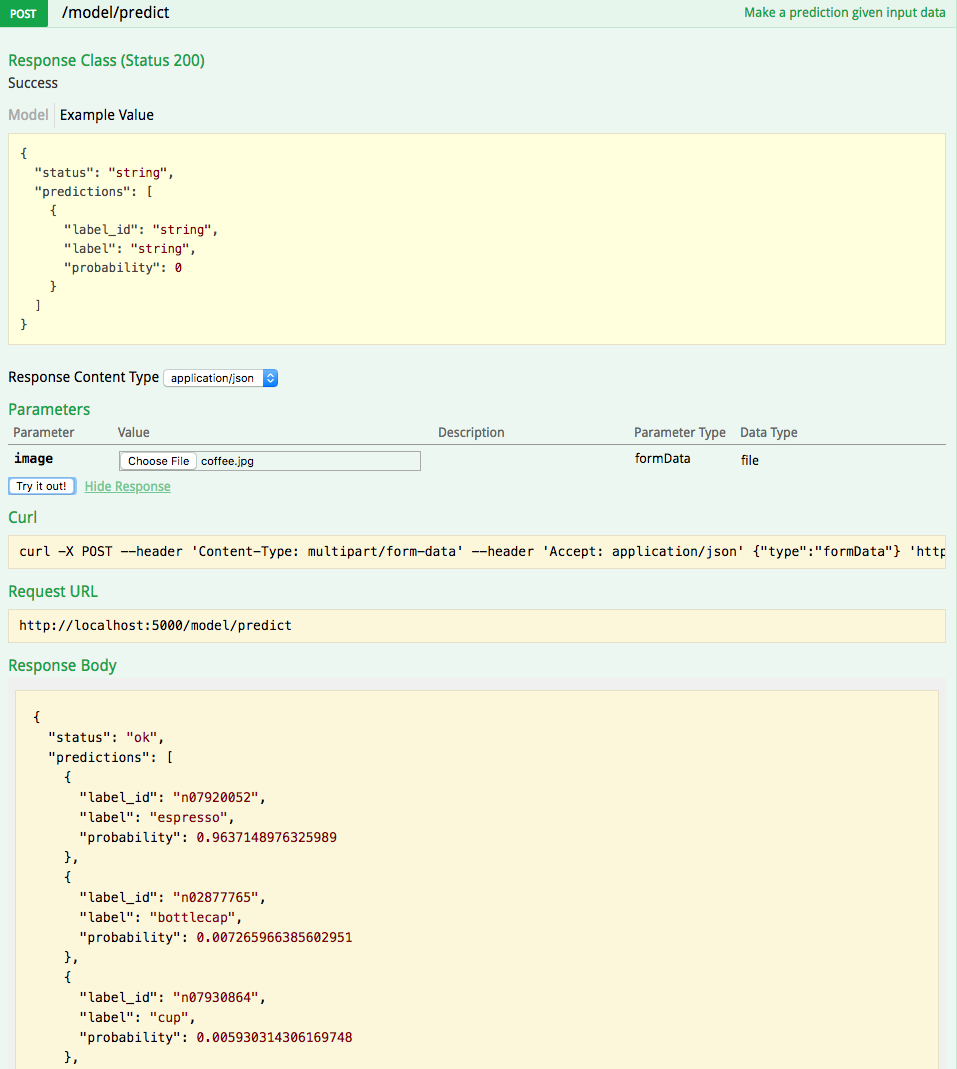 POST /model/predict Make a prediction given input data
Response Class (Status 200)
Success
Model Example Value
{
"status": "string",
"predictions": [
{
"label_id": "string",
"label": "string",
"probability": 0
}
]
}
Response Content Type application/json
Parameters
Parameter Value Description Parameter Type Data Type
image Choose File coffee.jpg formData file
Try it out! Hide Response
Curl
curl -X POST --header 'Content-Type: multipart/form-data' --header 'Accept: application/json' {"type":"formData"} 'http
Request URL
http://localhost:5000/model/predict
Response Body
{
"status": "ok",
"predictions": [
{
"label_id": "n07920052",
"label": "espresso",
"probability": 0.9637148976325989
},
{
"label_id": "n02877765",
"label": "bottlecap",
"probability": 0.007265966385602951
},
{
"label_id": "n07930864",
"label": "cup",
"probability": 0.005930314306169748
},